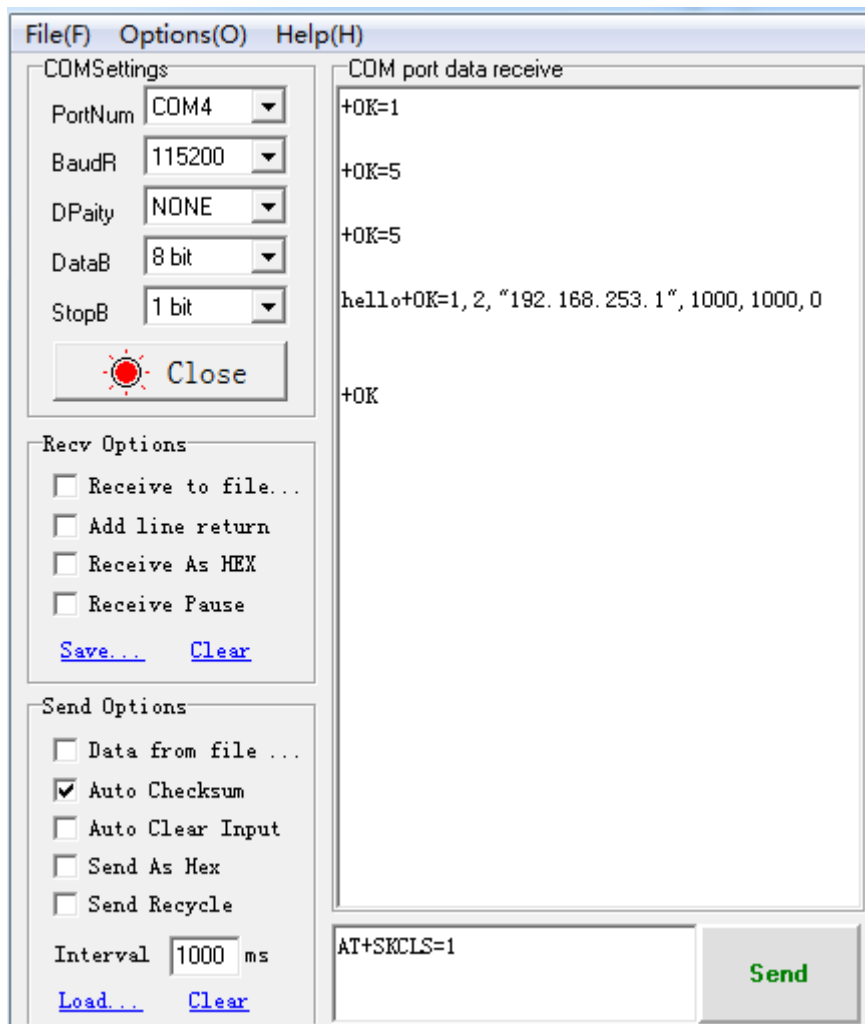 File(F) Options(O) Help(H)
COMSettings
PortNum COM4
BaudR 115200
DPaity NONE
DataB 8 bit
StopB 1 bit
Close
Recv Options
Receive to file...
Add line return
Receive As HEX
Receive Pause
Save... Clear
Send Options
Data from file ...
Auto Checksum
Auto Clear Input
Send As Hex
Send Recycle
Interval 1000 ms
Load... Clear
COM port data receive
+OK=1
+OK=5
+OK=5
hello+OK=1,2,"192.168.253.1",1000,1000,0
+OK
AT+SKCLS=1
Send